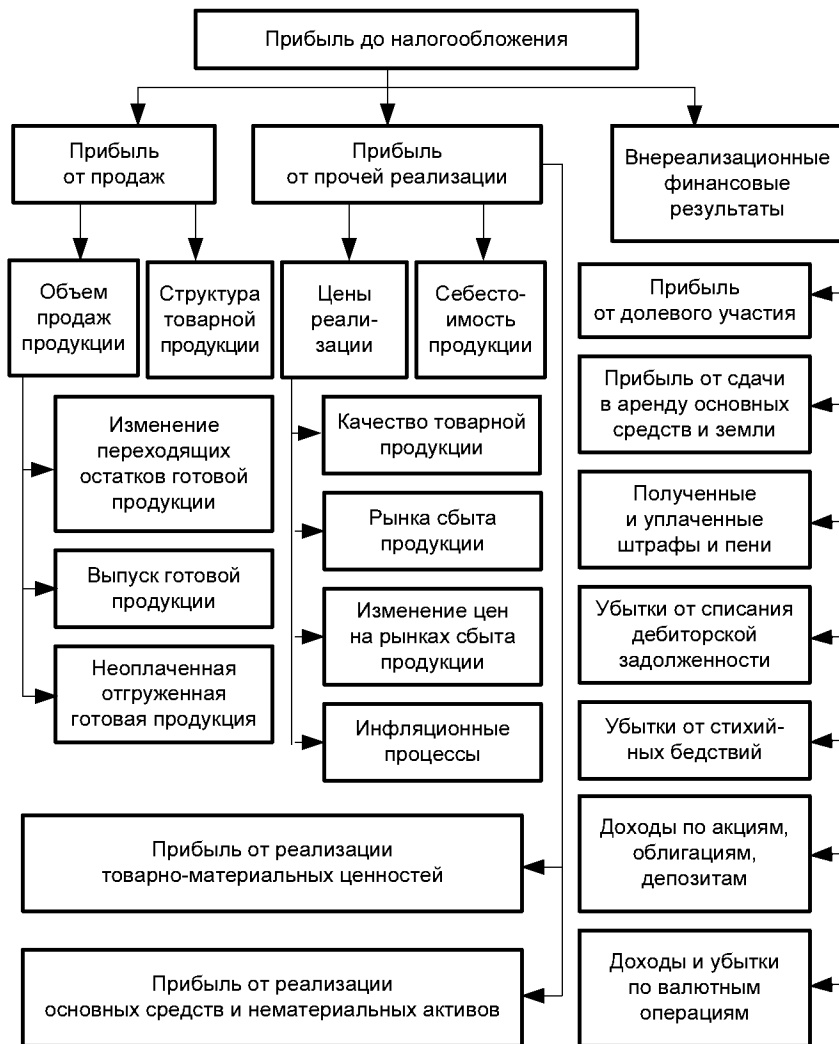 Прибыль до налогообложения
Прибыль
от продаж
Прибыль
от прочей реализации
Внереализационные
финансовые
результаты
Объем
продаж
продукции
Структура
товарной
продукции
Цены
реали-
зации
Себесто-
имость
продукции
Прибыль
от долевого участия
Изменение
переходящих
остатков готовой
продукции
Качество товарной
продукции
Прибыль от сдачи
в аренду основных
средств и земли
Рынка сбыта
продукции
Полученные
и уплаченные
штрафы и пени
Выпуск готовой
продукции
Изменение цен
на рынках сбыта
продукции
Убытки от списания
дебиторской
задолженности
Неоплаченная
отгруженная
готовая продукция
Инфляционные
процессы
Убытки от стихий-
ных бедствий
Прибыль от реализации
товарно-материальных ценностей
Доходы по акциям,
облигациям,
депозитам
Прибыль от реализации
основных средств и нематериальных активов
Доходы и убытки
по валютным
операциям